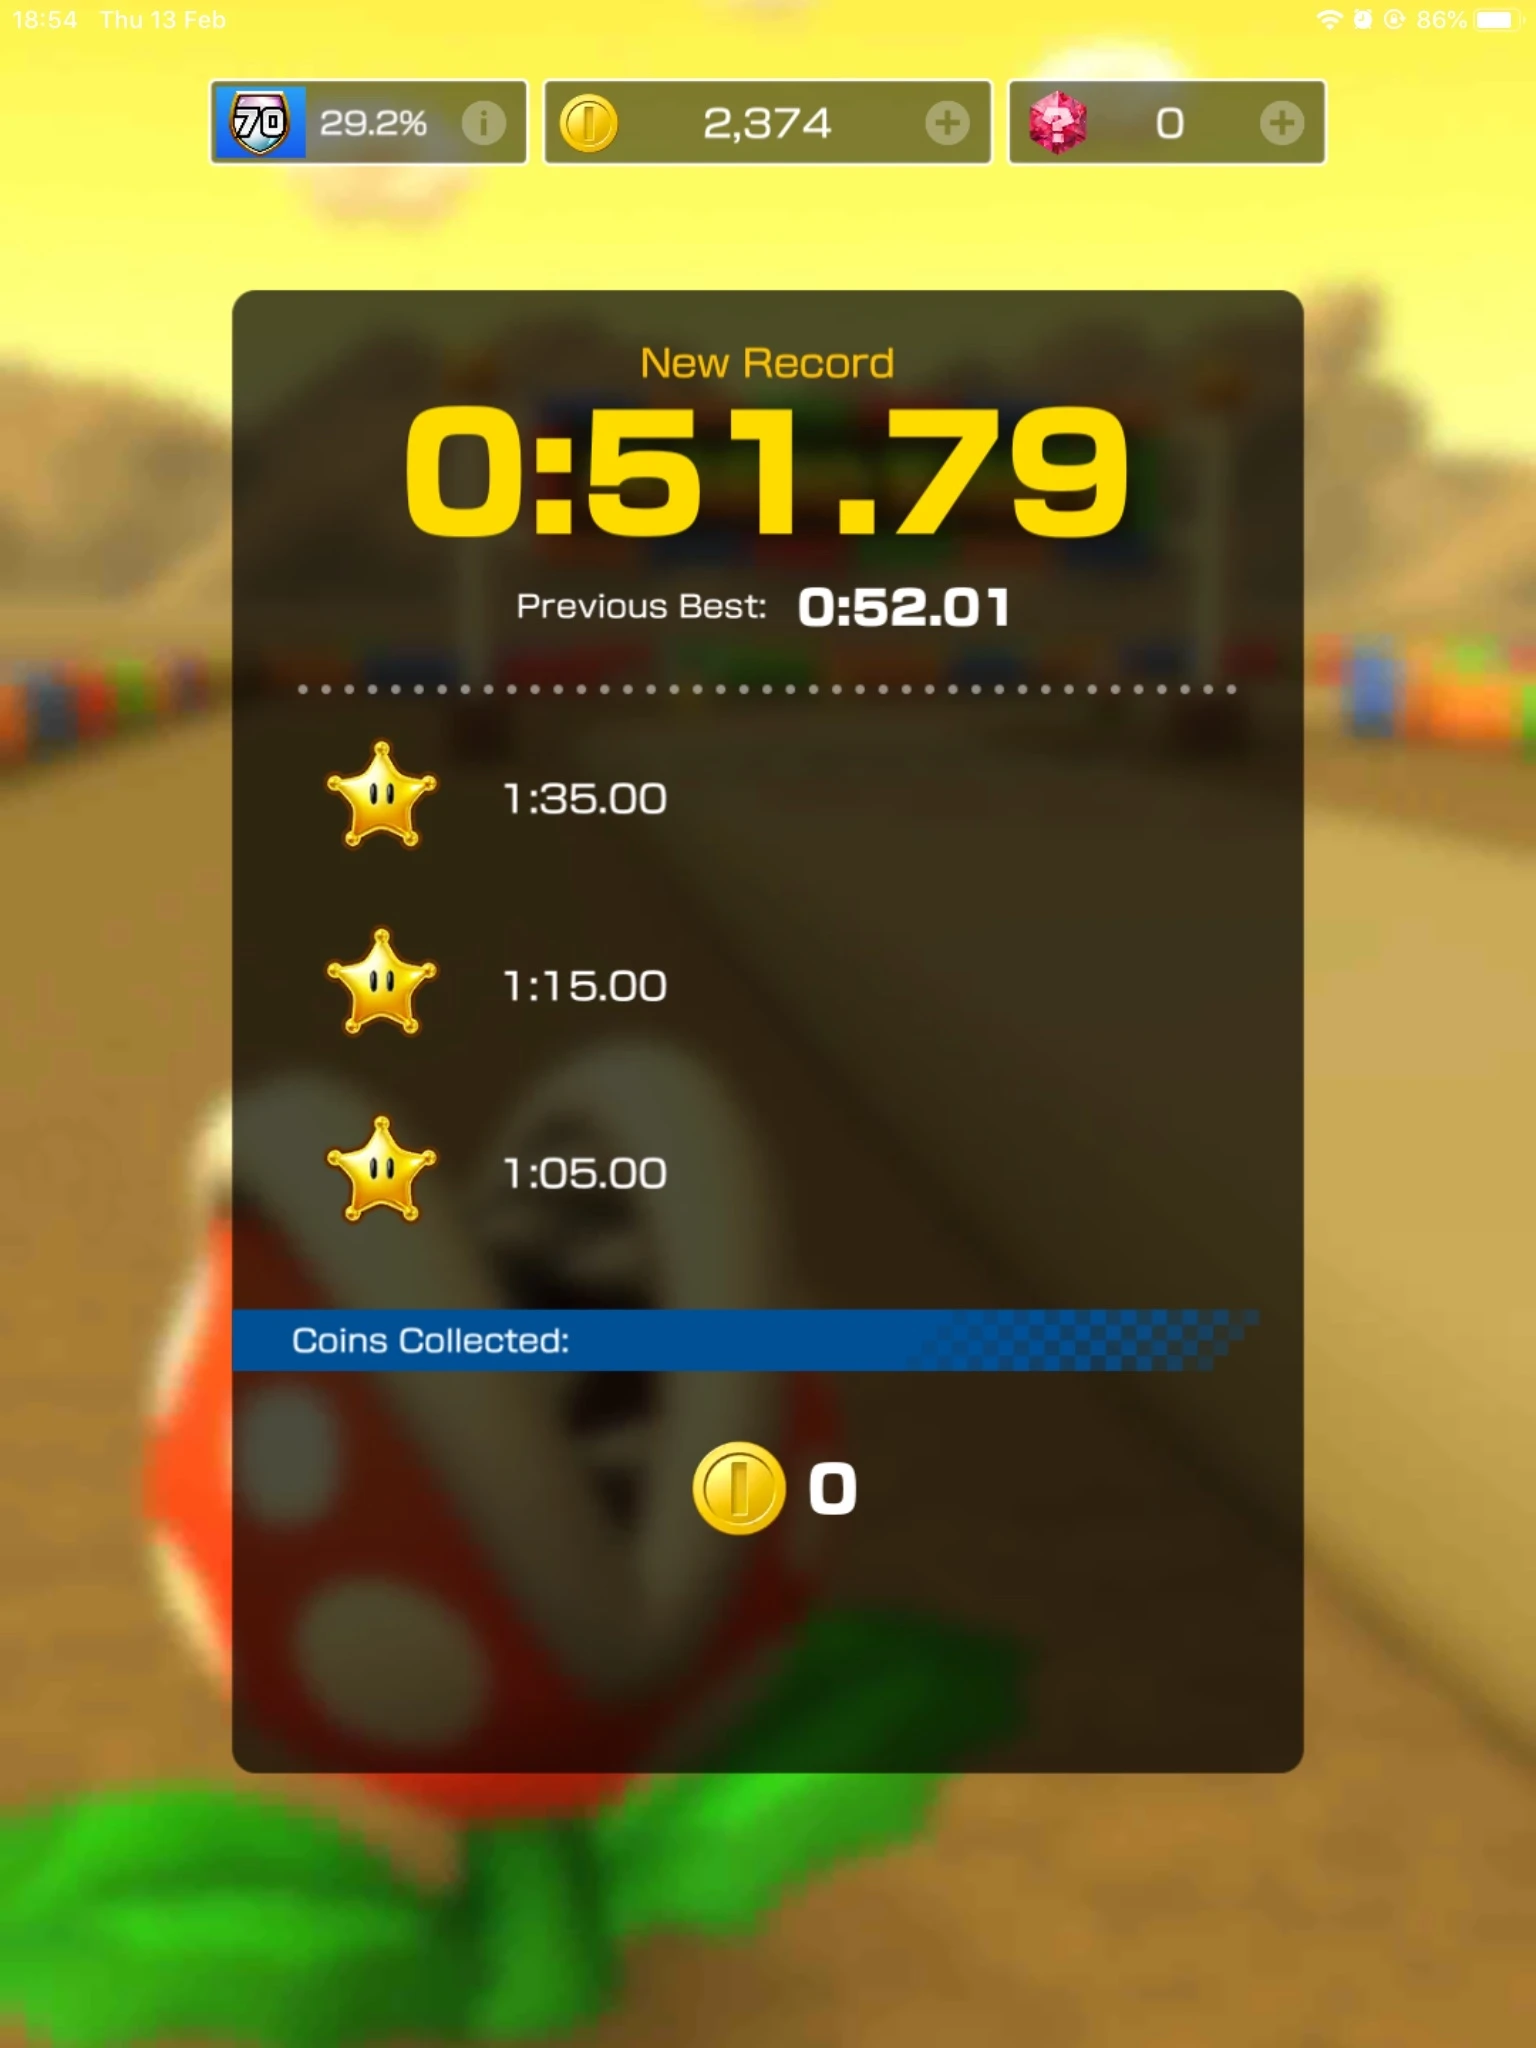 18:54 Thu 13 Feb 86%
70 29.2% i 2,374 + ? 0 +
New Record
0:51.79
Previous Best: 0:52.01
1:35.00
1:15.00
1:05.00
Coins Collected:
0